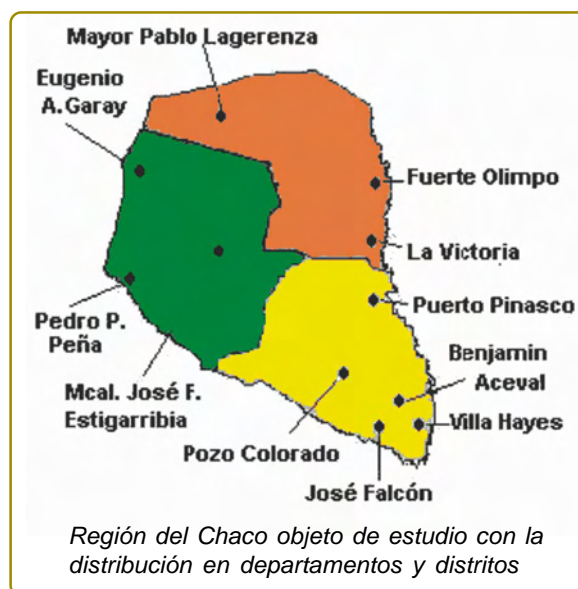 Mayor Pablo Lagerenza
Eugenio
A.Garay
Fuerte Olimpo
La Victoria
Puerto Pinasco
Pedro P.
Peña
Benjamin
Aceval
Mcal. José F.
Estigarribia
Villa Hayes
Pozo Colorado
José Falcón
Región del Chaco objeto de estudio con la
distribución en departamentos y distritos